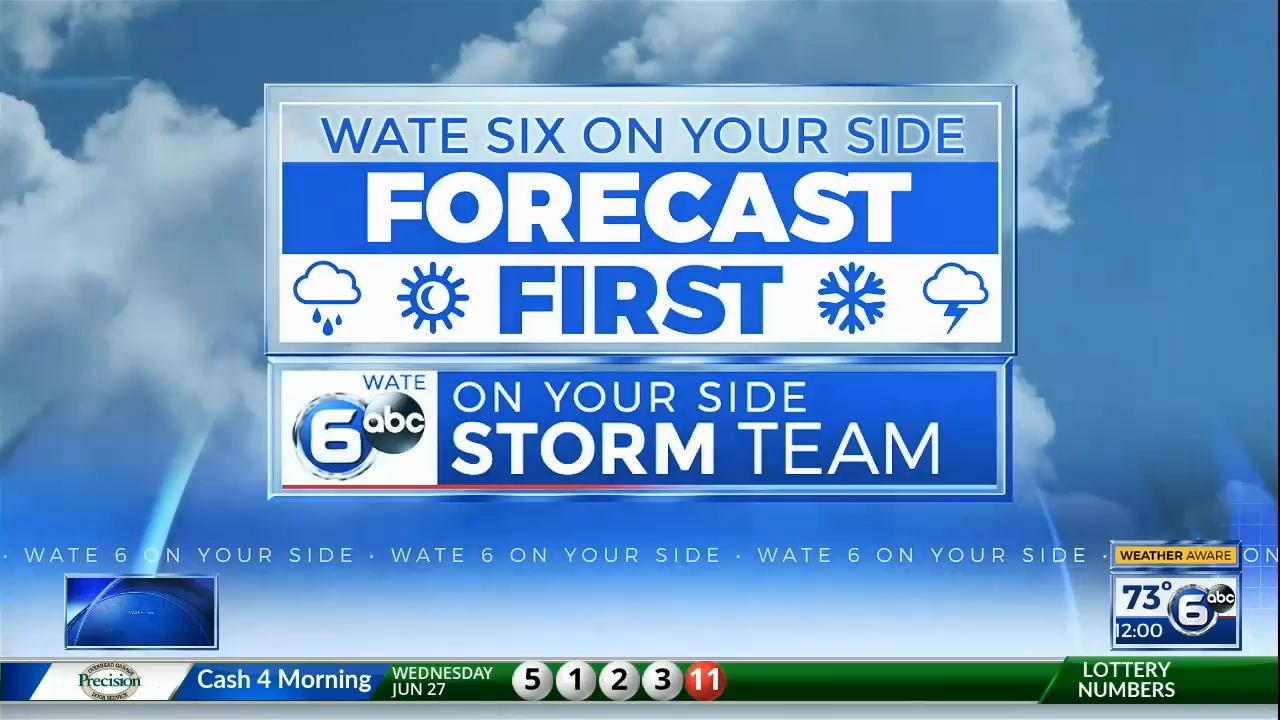 WATE SIX ON YOUR SIDE
FORECAST
FIRST
WATE
6 abc
ON YOUR SIDE
STORM TEAM
· WATE 6 ON YOUR SIDE · WATE 6 ON YOUR SIDE · WATE 6 ON YOUR SIDE · ON
WEATHER AWARE
73°
6 abc
12:00
Precision
Cash 4 Morning
WEDNESDAY
JUN 27
5 1 2 3 11
LOTTERY
NUMBERS